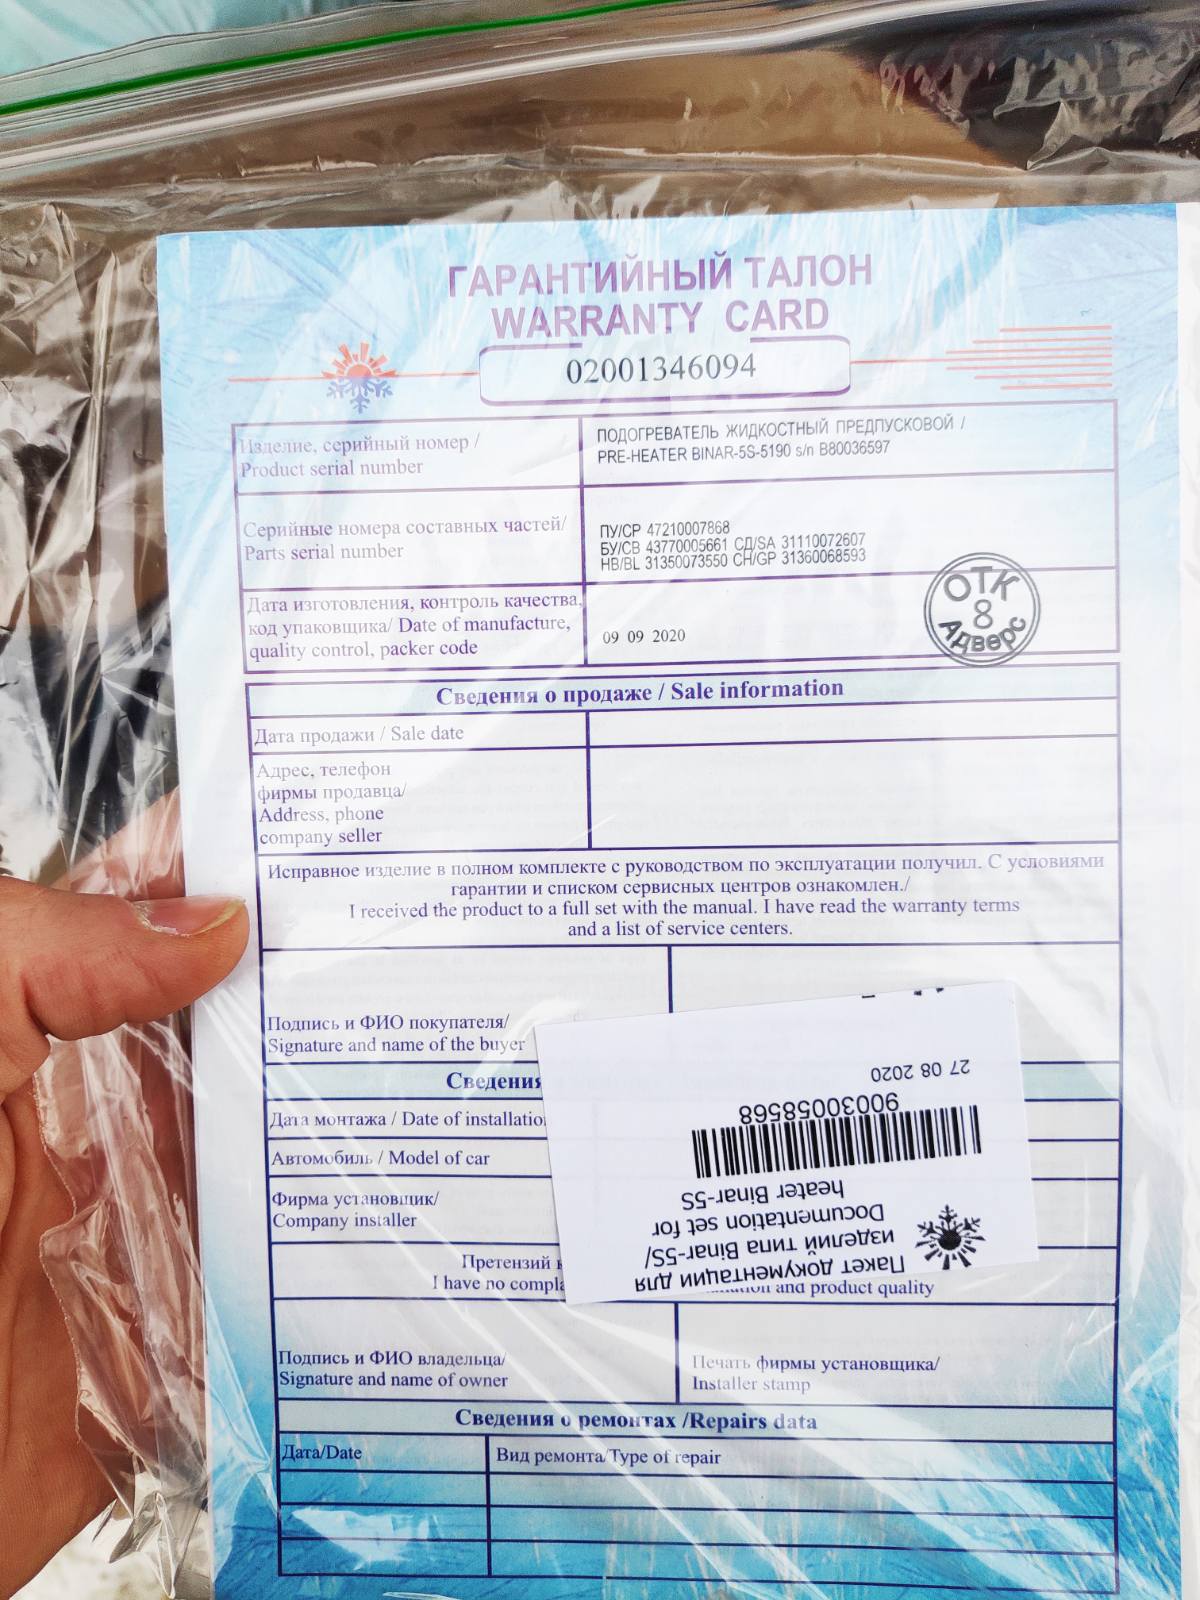 ГАРАНТИЙНЫЙ ТАЛОН
WARRANTY CARD
02001346094
Изделие, серийный номер /
Product serial number
ПОДОГРЕВАТЕЛЬ ЖИДКОСТНЫЙ ПРЕДПУСКОВОЙ /
PRE-HEATER BINAR-5S-5190 s/n B80036597
Серийные номера составных частей/
Parts serial number
ПУ/CP 47210007868
БУ/CB 43770005661 СД/SA 31110072607
НВ/BL 31350073550 СН/GP 31360068593
Дата изготовления, контроль качества,
код упаковщика/ Date of manufacture,
quality control, packer code
09 09 2020
ОТК
8
Адверс
Сведения о продаже / Sale information
Дата продажи / Sale date
Адрес, телефон
фирмы продавца/
Address, phone
company seller
Исправное изделие в полном комплекте с руководством по эксплуатации получил. С условиями
гарантии и списком сервисных центров ознакомлен./
I received the product to a full set with the manual. I have read the warranty terms
and a list of service centers.
Подпись и ФИО покупателя/
Signature and name of the buyer
Сведения
Дата монтажа / Date of installation
Автомобиль / Model of car
Фирма установщик/
Company installer
Претензий
I have no
and product quality
Пакет документации для
изделий типа Binar-5S/
Documentation set for
heater Binar-5S
90030058568
27 08 2020
Подпись и ФИО владельца/
Signature and name of owner
Печать фирмы установщика/
Installer stamp
Сведения о ремонтах /Repairs data
Дата/Date
Вид ремонта/Type of repair